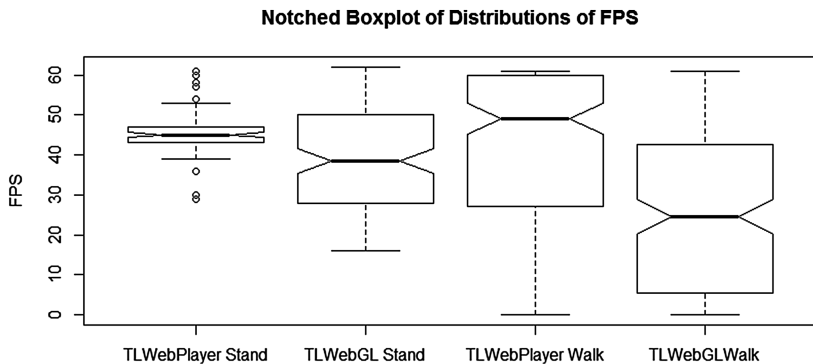 Notched Boxplot of Distributions of FPS
FPS
60
50
40
30
20
10
0
TLWebPlayer Stand
TLWebGL Stand
TLWebPlayer Walk
TLWebGLWalk